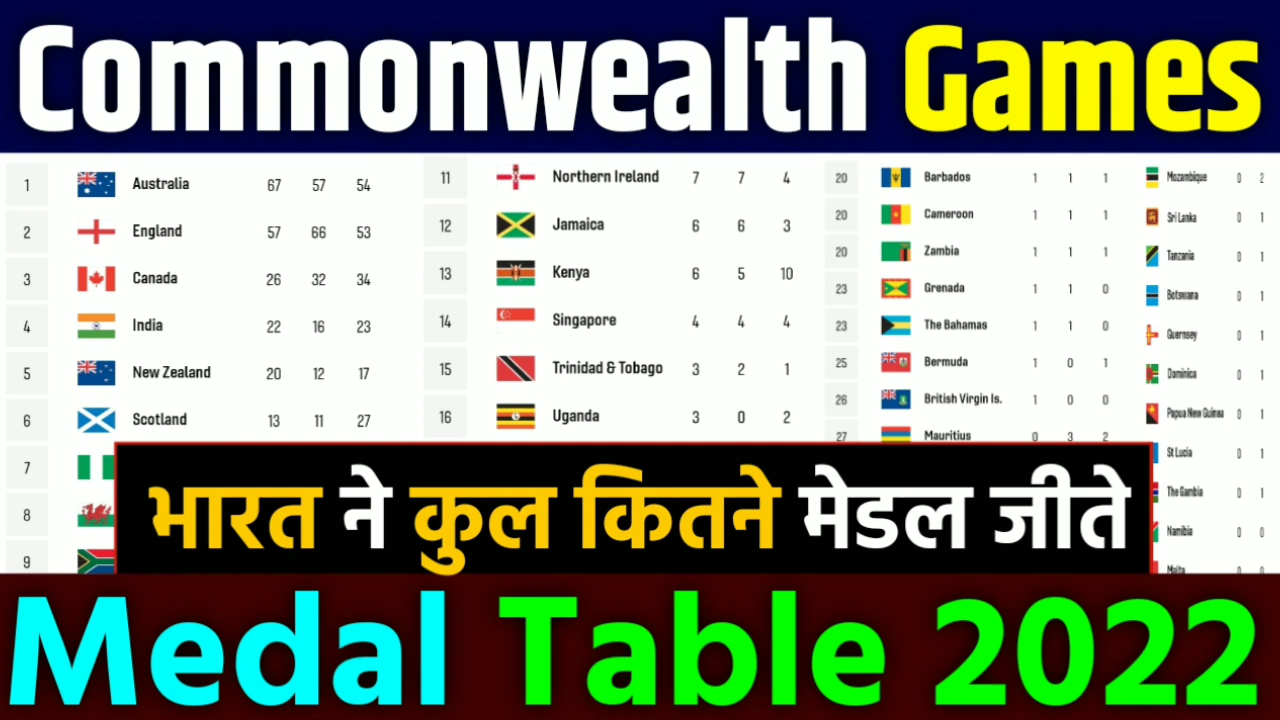 Commonwealth Games
1 Australia 67 57 54
2 England 57 66 53
3 Canada 26 32 34
4 India 22 16 23
5 New Zealand 20 12 17
6 Scotland 13 11 27
7
8
9
11 Northern Ireland 7 7 4
12 Jamaica 6 6 3
13 Kenya 6 5 10
14 Singapore 4 4 4
15 Trinidad & Tobago 3 2 1
16 Uganda 3 0 2
20 Barbados 1 1 1
20 Cameroon 1 1 1
20 Zambia 1 1 1
23 Grenada 1 1 0
23 The Bahamas 1 1 0
25 Bermuda 1 0 1
26 British Virgin Is. 1 0 0
27 Mauritius 0 3 2
Mozambique 0 2
Sri Lanka 0 1
Tanzania 0 1
Botswana 0 1
Guernsey 0 1
Dominica 0 1
Papua New Guinea 0 1
St Lucia 0 1
The Gambia 0 1
Namibia 0 0
Malta 0 0
भारत ने कुल कितने मेडल जीते
Medal Table 2022